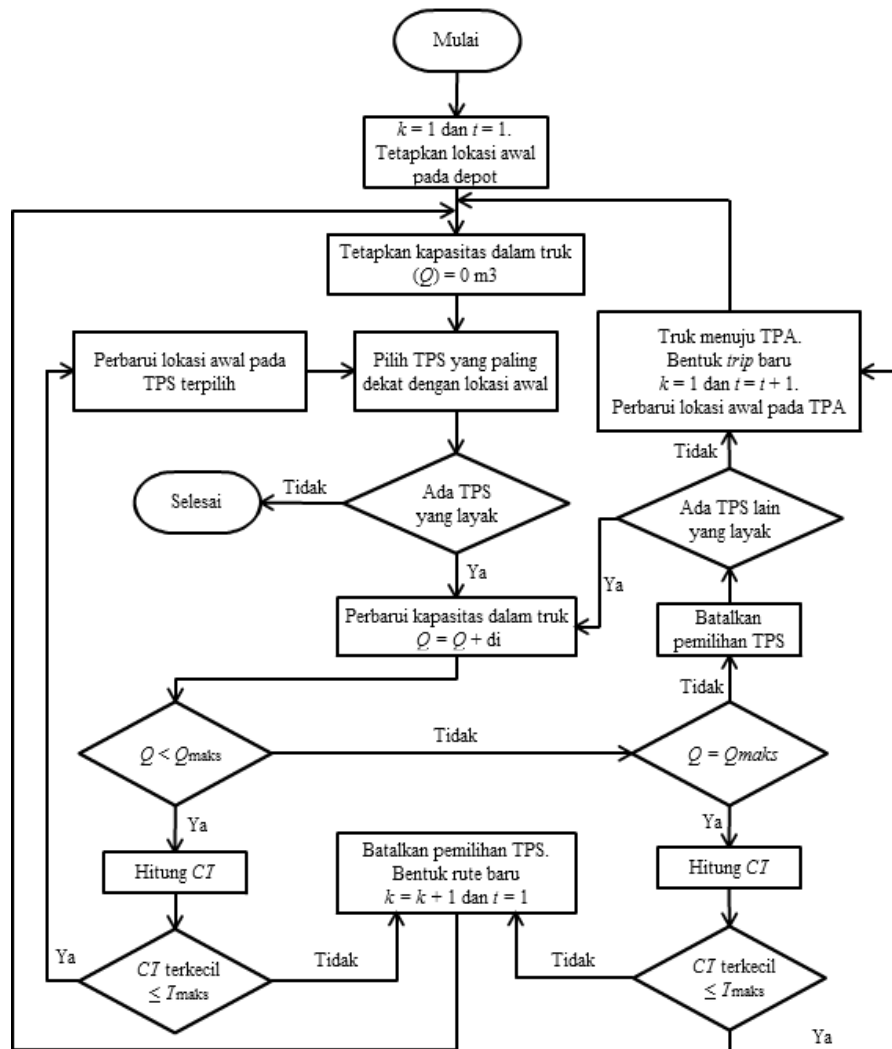 Mulai
k = 1 dan t = 1.
Tetapkan lokasi awal
pada depot
Tetapkan kapasitas dalam truk
(Q) = 0 m3
Perbarui lokasi awal pada
TPS terpilih
Pilih TPS yang paling
dekat dengan lokasi awal
Truk menuju TPA.
Bentuk trip baru
k = 1 dan t = t + 1.
Perbarui lokasi awal pada TPA
Tidak
Selesai
Tidak
Ada TPS
yang layak
Ada TPS lain
yang layak
Ya
Ya
Perbarui kapasitas dalam truk
Q = Q + di
Batalkan
pemilihan TPS
Tidak
Q < Qmaks
Tidak
Q = Qmaks
Ya
Ya
Hitung CT
Batalkan pemilihan TPS.
Bentuk rute baru
k = k + 1 dan t = 1
Hitung CT
Ya
CT terkecil
≤ Tmaks
Tidak
Tidak
CT terkecil
≤ Tmaks
Ya